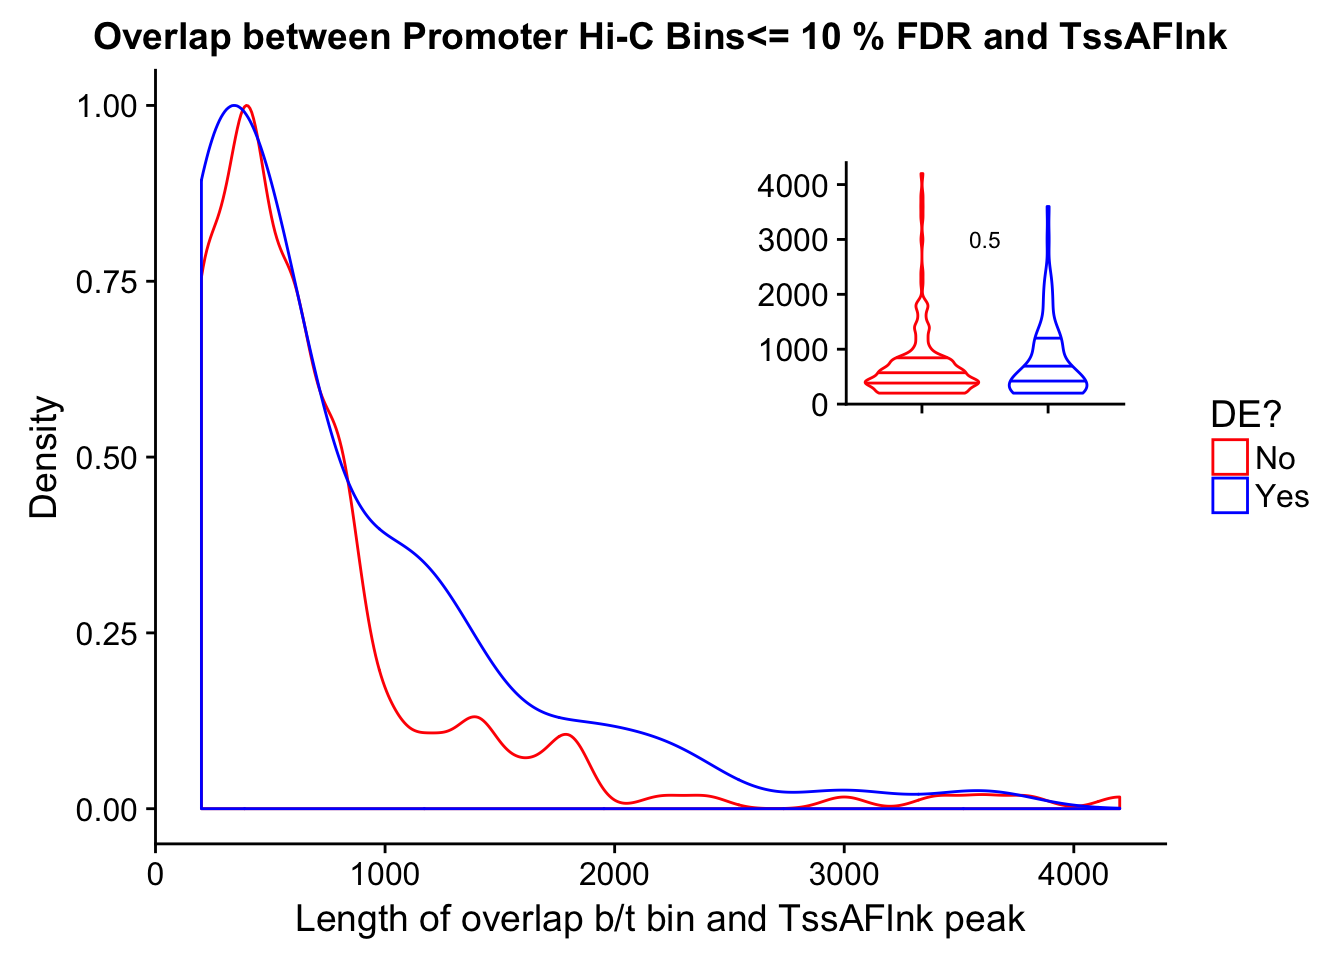 Overlap between Promoter Hi-C Bins<= 10 % FDR and TssAFlnk
1.00
0.75
0.50
0.25
0.00
Density
0
1000
2000
3000
4000
Length of overlap b/t bin and TssAFlnk peak
4000
3000
2000
1000
0
0.5
DE?
No
Yes